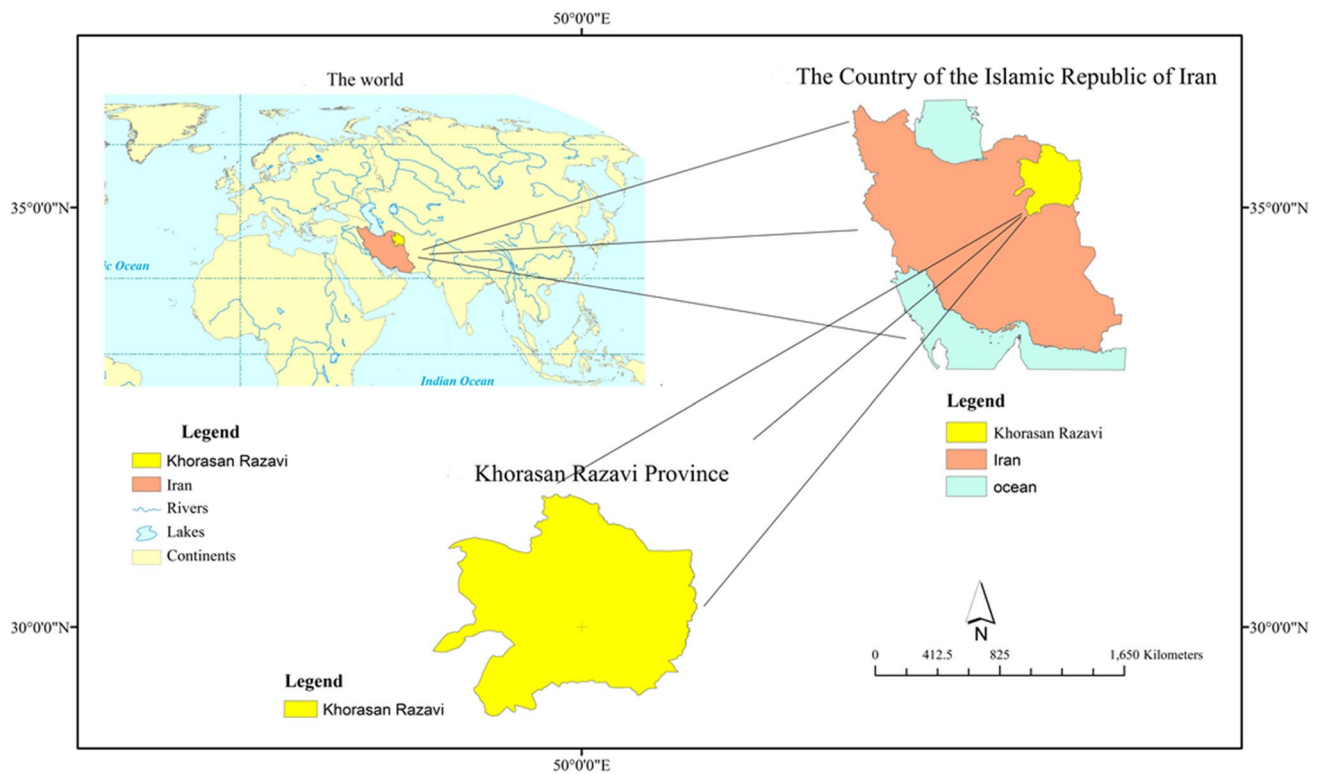 50°0'0"E
The world
The Country of the Islamic Republic of Iran
35°0'0"N
35°0'0"N
ic Ocean
Indian Ocean
Legend
Khorasan Razavi
Iran
Rivers
Lakes
Continents
Legend
Khorasan Razavi
Iran
ocean
Khorasan Razavi Province
Legend
Khorasan Razavi
N
0 412.5 825 1,650 Kilometers
30°0'0"N
30°0'0"N
50°0'0"E